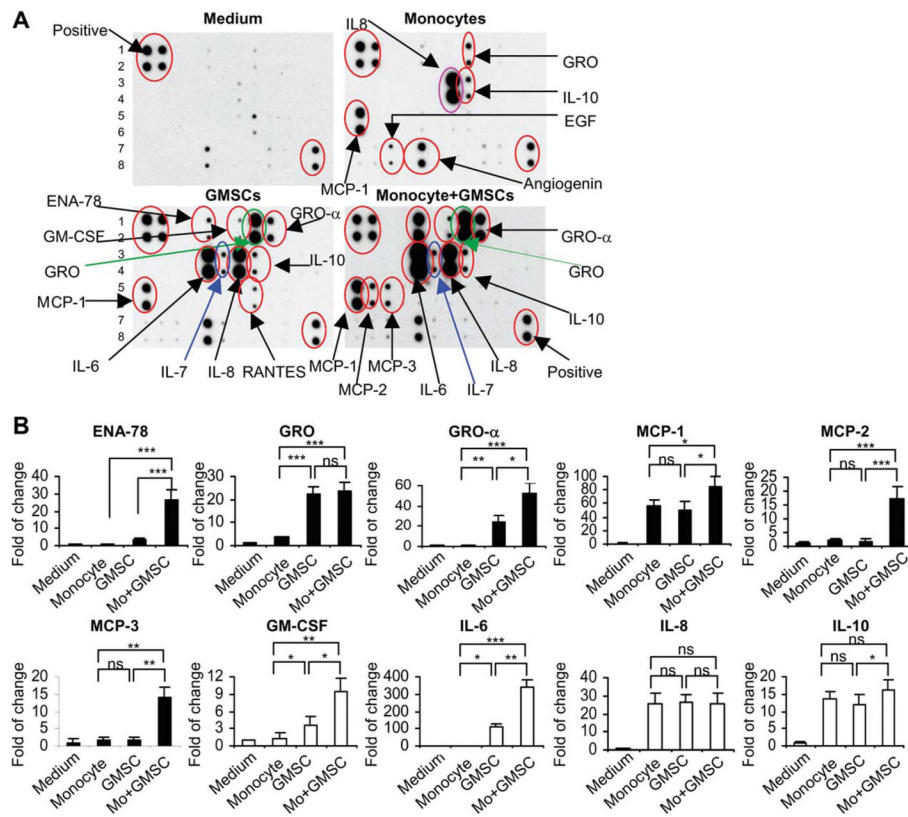 A
Medium
Monocytes
Positive
IL8
1
2
3
4
5
6
7
8
GRO
IL-10
EGF
MCP-1
Angiogenin
GMSCs
Monocyte+GMSCs
ENA-78
GM-CSF
GRO
MCP-1
GRO-α
IL-10
1
2
3
4
5
6
7
8
GRO-α
GRO
IL-10
IL-6
IL-7
IL-8
RANTES
MCP-1
MCP-2
MCP-3
IL-6
IL-7
IL-8
Positive
B
ENA-78
Fold of change
40
30
20
10
0
***
***
Medium
Monocyte
GMSC
Mo+GMSC
GRO
Fold of change
30
20
10
0
***
***
ns
Medium
Monocyte
GMSC
Mo+GMSC
GRO-α
Fold of change
60
40
20
0
***
**
*
Medium
Monocyte
GMSC
Mo+GMSC
MCP-1
Fold of change
100
80
60
40
20
0
*
ns
*
Medium
Monocyte
GMSC
Mo+GMSC
MCP-2
Fold of change
25
20
15
10
5
0
***
ns
***
Medium
Monocyte
GMSC
Mo+GMSC
MCP-3
Fold of change
20
15
10
5
0
**
ns
**
Medium
Monocyte
GMSC
Mo+GMSC
GM-CSF
Fold of change
12
9
6
3
0
**
*
*
Medium
Monocyte
GMSC
Mo+GMSC
IL-6
Fold of change
400
300
200
100
0
***
*
**
Medium
Monocyte
GMSC
Mo+GMSC
IL-8
Fold of change
40
30
20
10
0
ns
ns
ns
Medium
Monocyte
GMSC
Mo+GMSC
IL-10
Fold of change
20
15
10
5
0
ns
ns
*
Medium
Monocyte
GMSC
Mo+GMSC